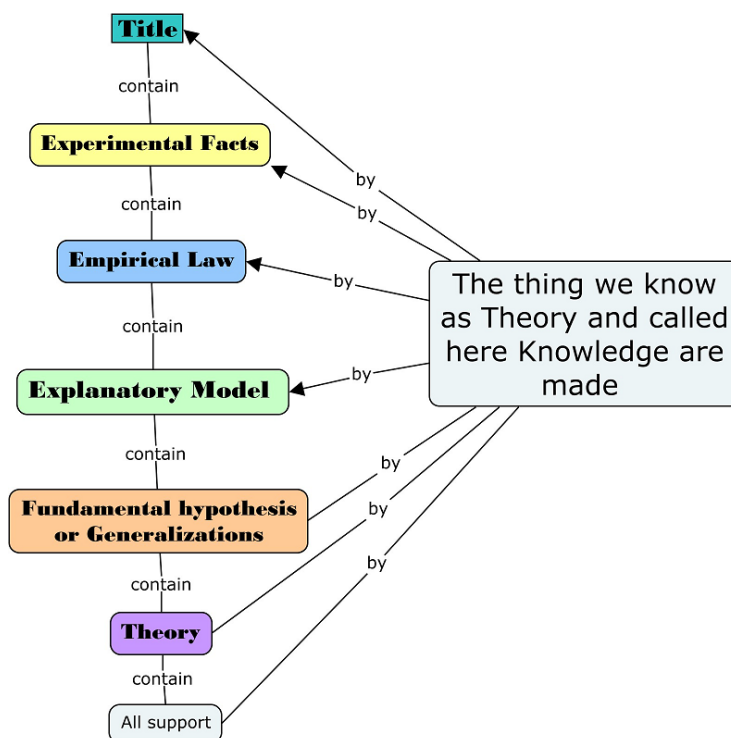 Title
contain
Experimental Facts
contain
Empirical Law
contain
Explanatory Model
contain
Fundamental hypothesis
or Generalizations
contain
Theory
contain
All support
by
by
by
by
by
by
by
The thing we know
as Theory and called
here Knowledge are
made